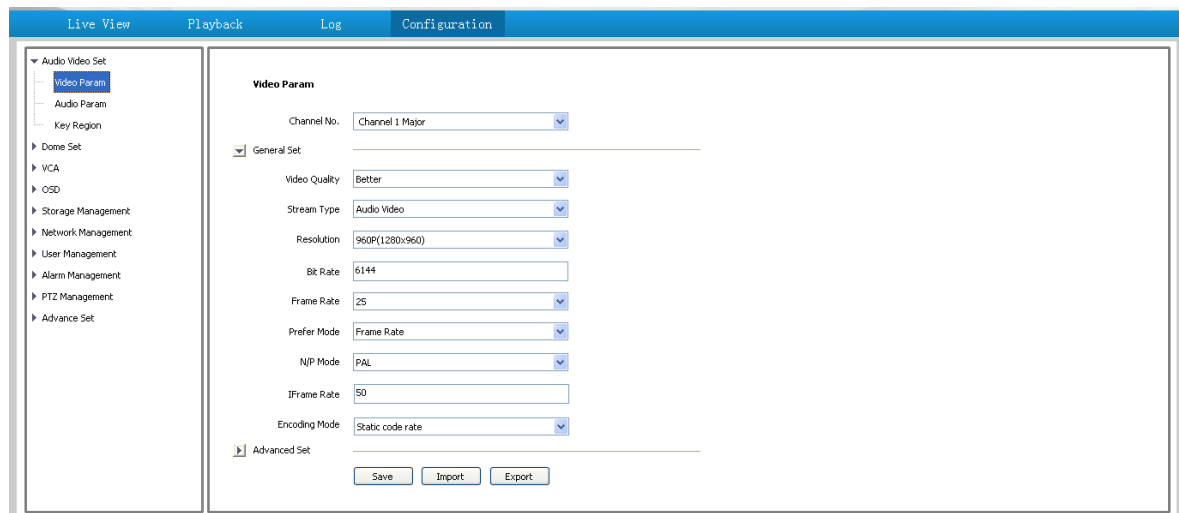 Live View Playback Log Configuration
Audio Video Set
Video Param
Audio Param
Key Region
Dome Set
VCA
OSD
Storage Management
Network Management
User Management
Alarm Management
PTZ Management
Advance Set
Video Param
Channel No. Channel 1 Major
General Set
Video Quality Better
Stream Type Audio Video
Resolution 960P(1280x960)
Bit Rate 6144
Frame Rate 25
Prefer Mode Frame Rate
N/P Mode PAL
IFrame Rate 50
Encoding Mode Static code rate
Advanced Set
Save Import Export